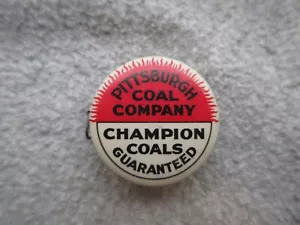 PITTSBURGH
COAL
COMPANY
CHAMPION
COALS
GUARANTEED